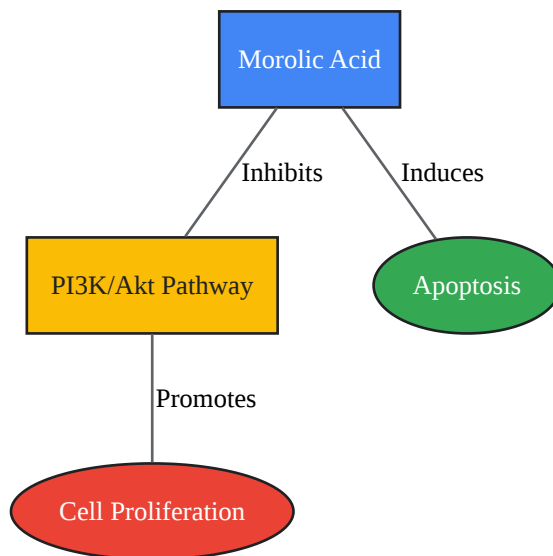 Morolic Acid
Inhibits
Induces
PI3K/Akt Pathway
Apoptosis
Promotes
Cell Proliferation